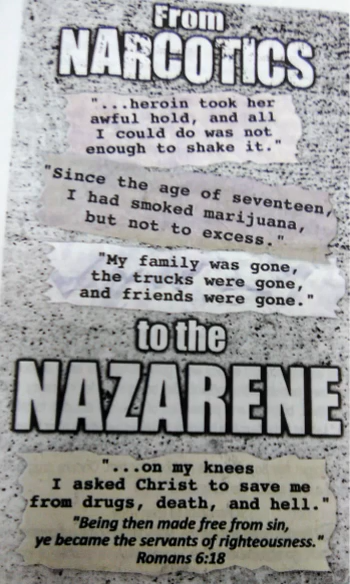 From
NARCOTICS
"...heroin took her
awful hold, and all
I could do was not
enough to shake it."
"Since the age of seventeen,
I had smoked marijuana,
but not to excess."
"My family was gone,
the trucks were gone,
and friends were gone."
to the
NAZARENE
"...on my knees
I asked Christ to save me
from drugs, death, and hell."
"Being then made free from sin,
ye became the servants of righteousness."
Romans 6:18